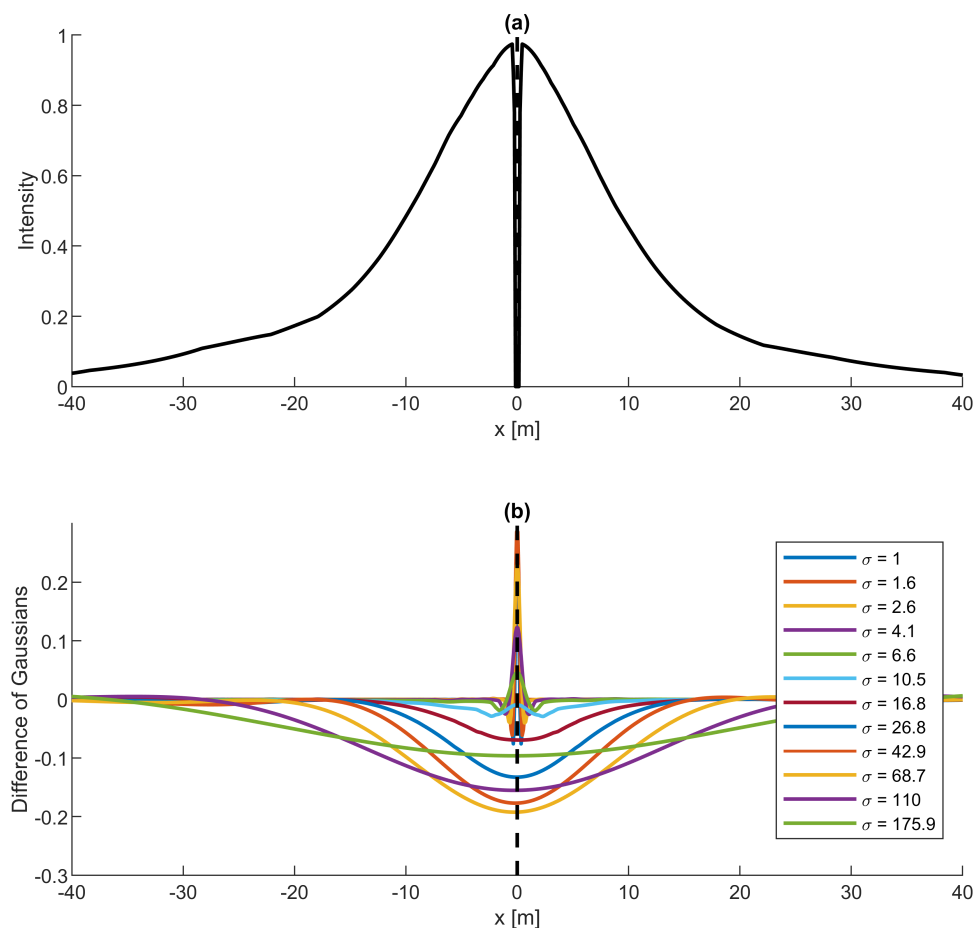 (a)
1
0.8
0.6
0.4
0.2
0
Intensity
-40 -30 -20 -10 0 10 20 30 40
x [m]
(b)
0.2
0.1
0
-0.1
-0.2
-0.3
Difference of Gaussians
σ = 1
σ = 1.6
σ = 2.6
σ = 4.1
σ = 6.6
σ = 10.5
σ = 16.8
σ = 26.8
σ = 42.9
σ = 68.7
σ = 110
σ = 175.9
-40 -30 -20 -10 0 10 20 30 40
x [m]